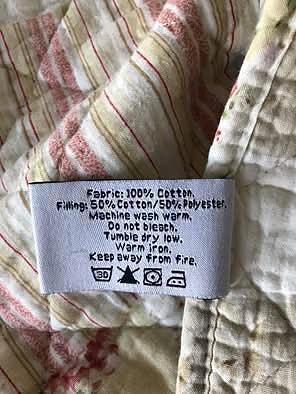 Fabric: 100% Cotton.
Filling: 50% Cotton/50% Polyester.
Machine wash warm.
Do not bleach.
Tumble dry low.
Warm iron.
Keep away from fire.
30